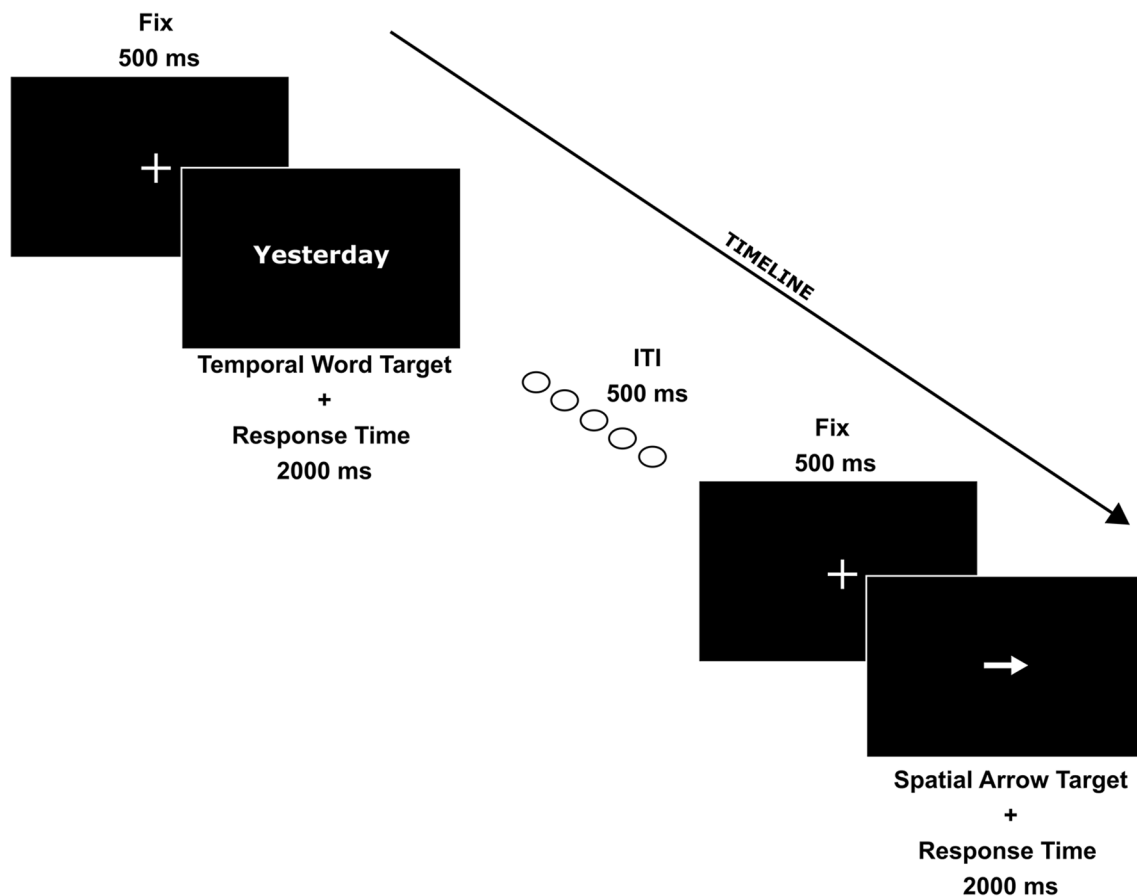 Fix
500 ms
Yesterday
Temporal Word Target
+
Response Time
2000 ms
TIMELINE
ITI
500 ms
Fix
500 ms
Spatial Arrow Target
+
Response Time
2000 ms